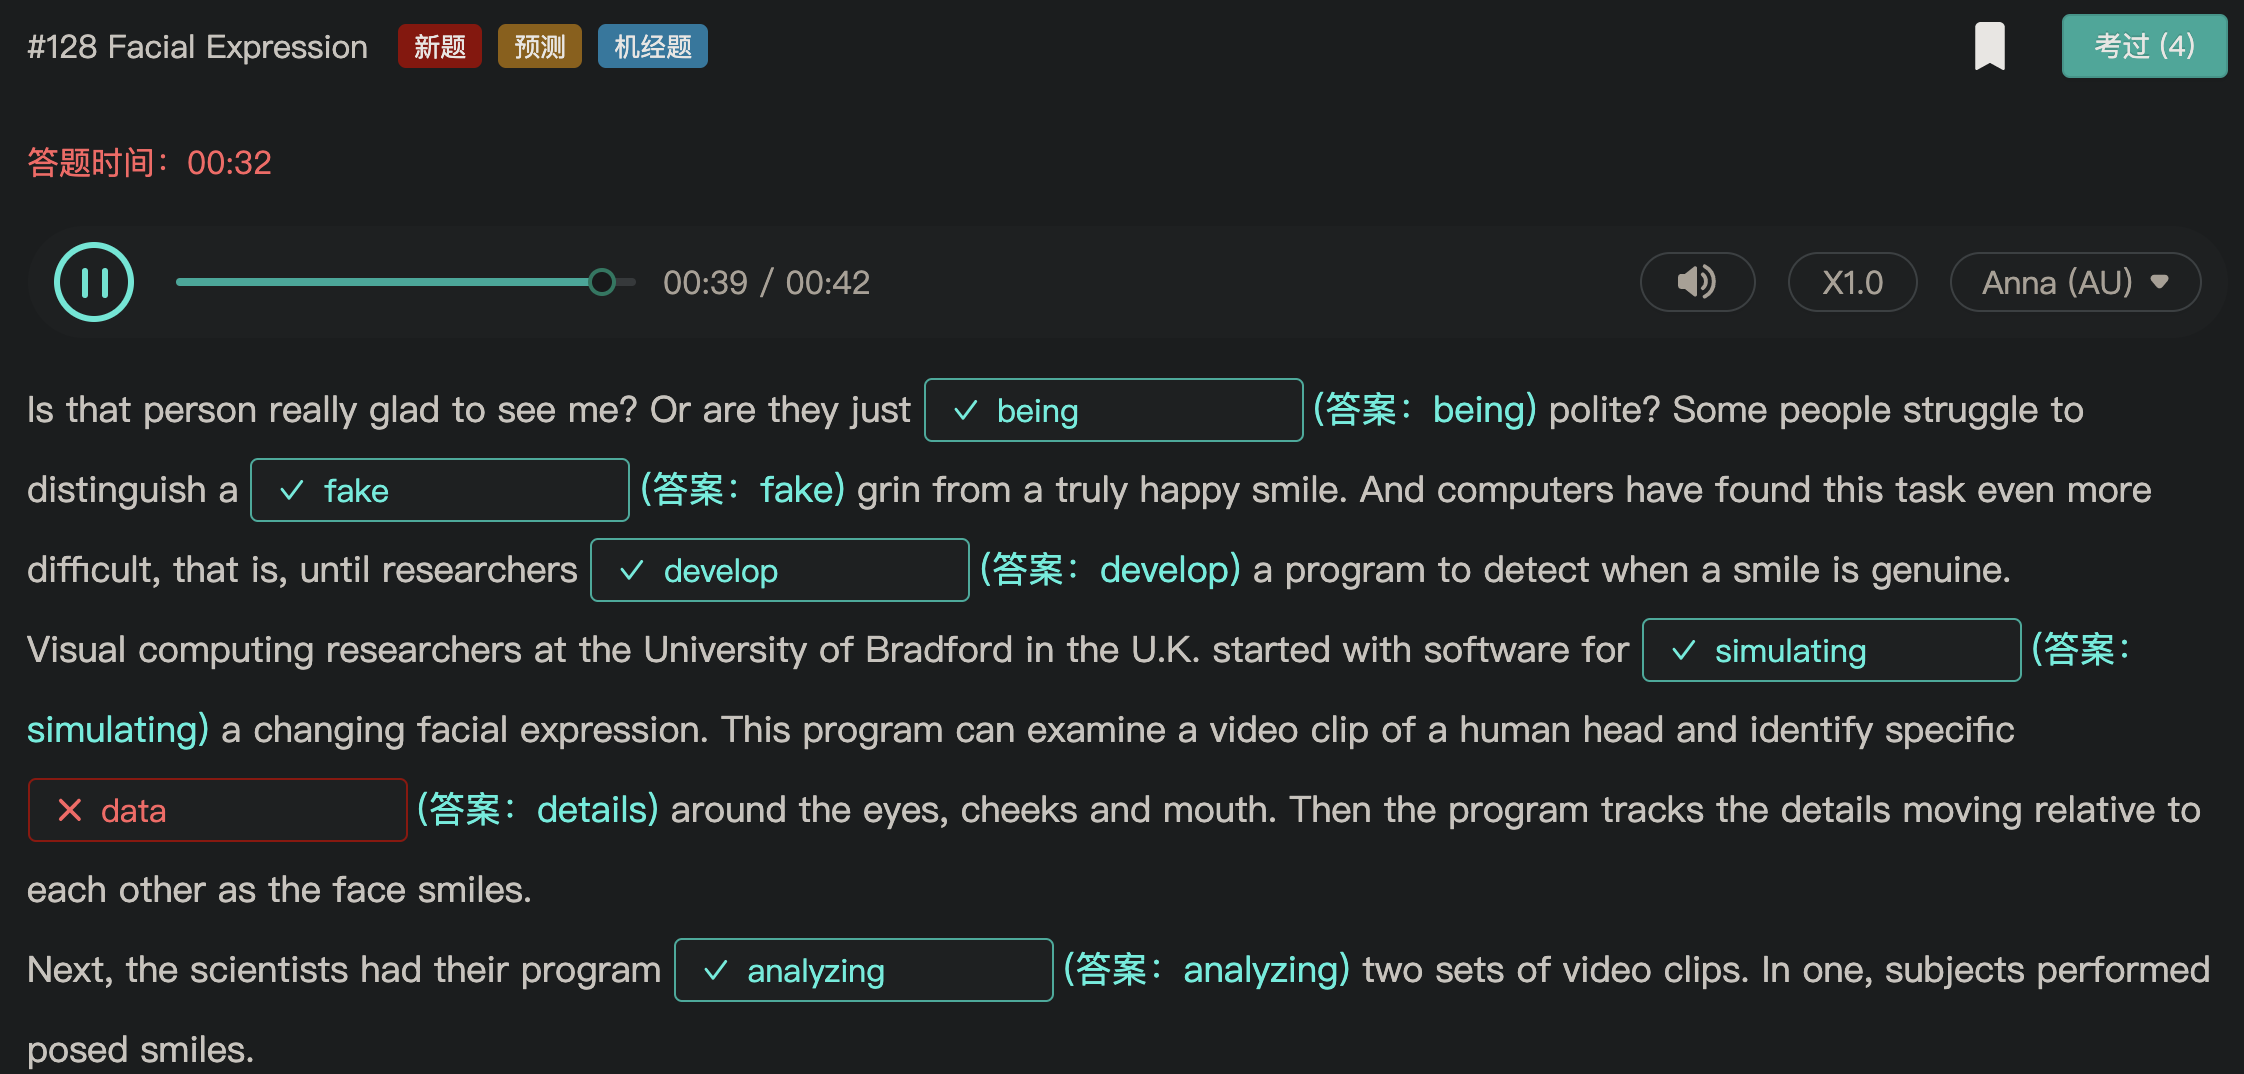 #128 Facial Expression 新题 预测 机经题 考过 (4)
答题时间：00:32
00:39 / 00:42 X1.0 Anna (AU)
Is that person really glad to see me? Or are they just being (答案：being) polite? Some people struggle to
distinguish a fake (答案：fake) grin from a truly happy smile. And computers have found this task even more
difficult, that is, until researchers develop (答案：develop) a program to detect when a smile is genuine.
Visual computing researchers at the University of Bradford in the U.K. started with software for simulating (答案：
simulating) a changing facial expression. This program can examine a video clip of a human head and identify specific
data (答案：details) around the eyes, cheeks and mouth. Then the program tracks the details moving relative to
each other as the face smiles.
Next, the scientists had their program analyzing (答案：analyzing) two sets of video clips. In one, subjects performed
posed smiles.